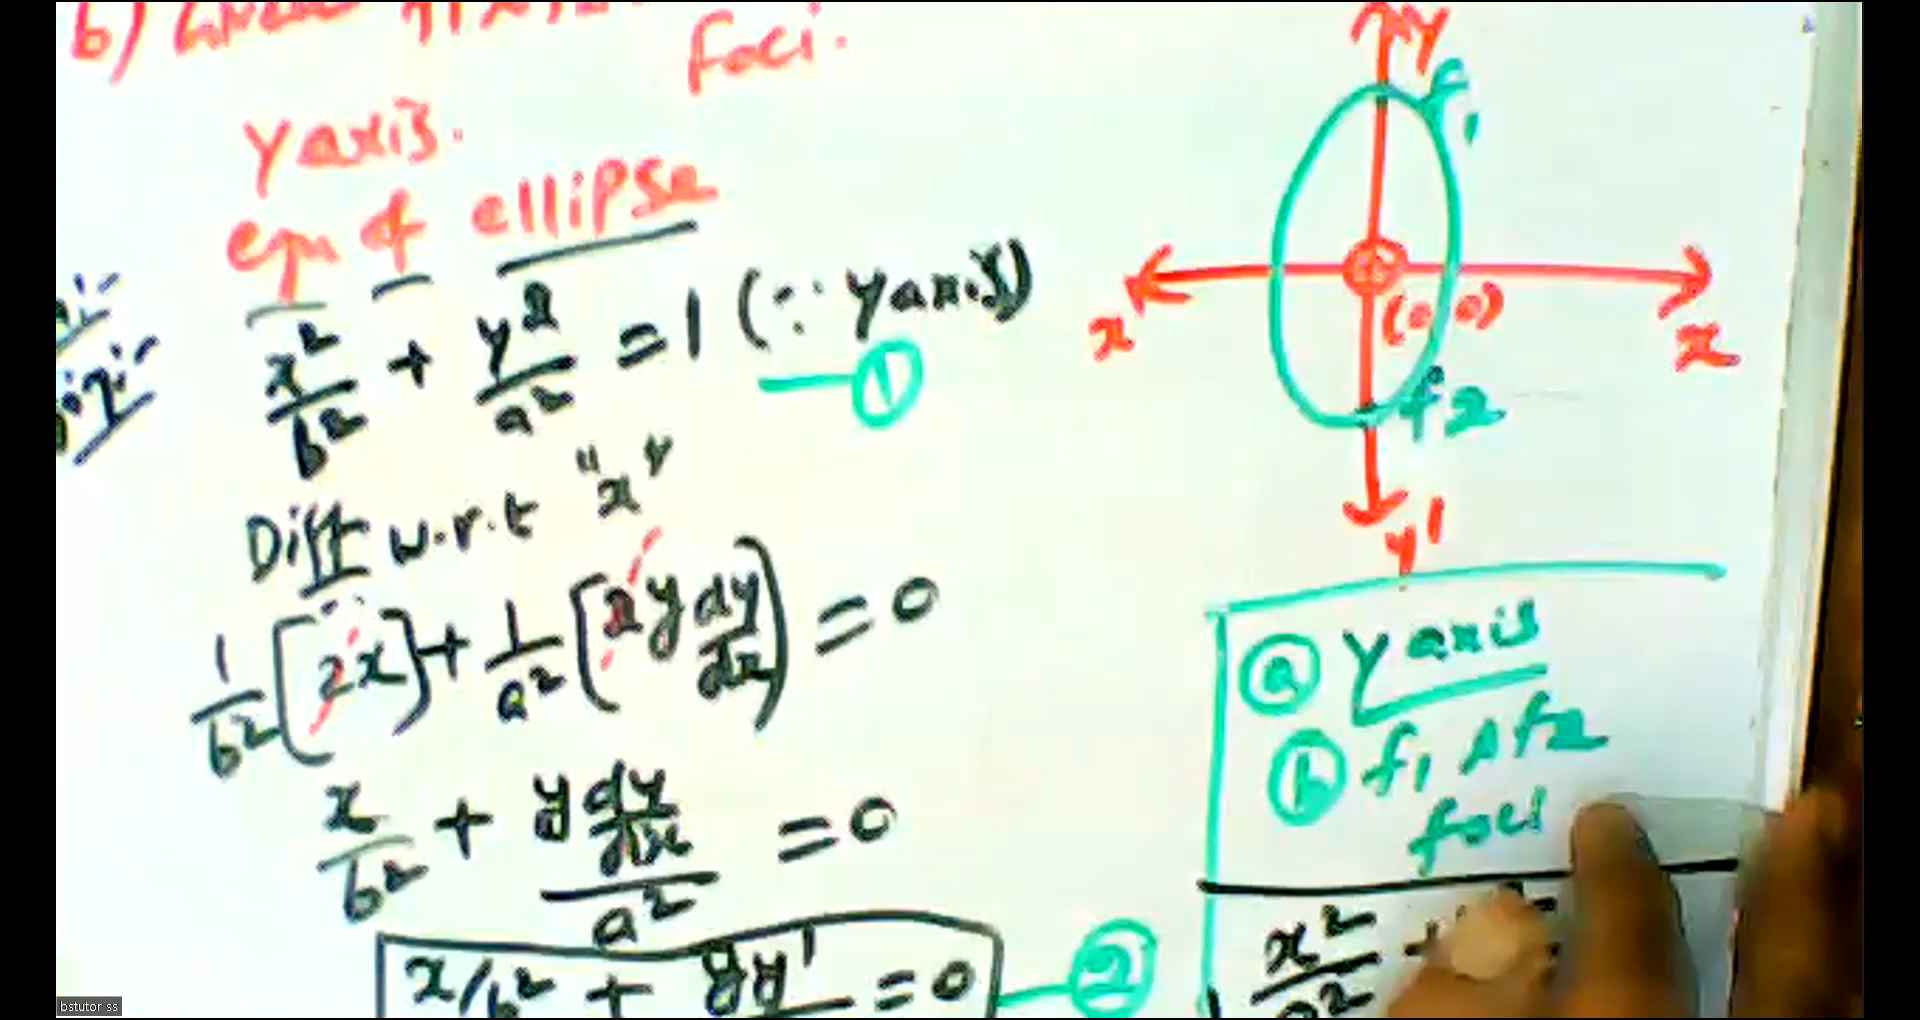 b)
foci.
y axis.
eqn of ellipse
x²/b² + y²/a² = 1 (∵ y axis) ①
Diff w.r.t "x"
1/b² [2x] + 1/a² [2y dy/dx] = 0
x/b² + y dy/dx / a² = 0
x/b² + yy' = 0 ②
y
f1
x
(0,0)
x
f2
y'
ⓐ y axis
ⓑ f1 & f2
foci
x²
bstutor ss